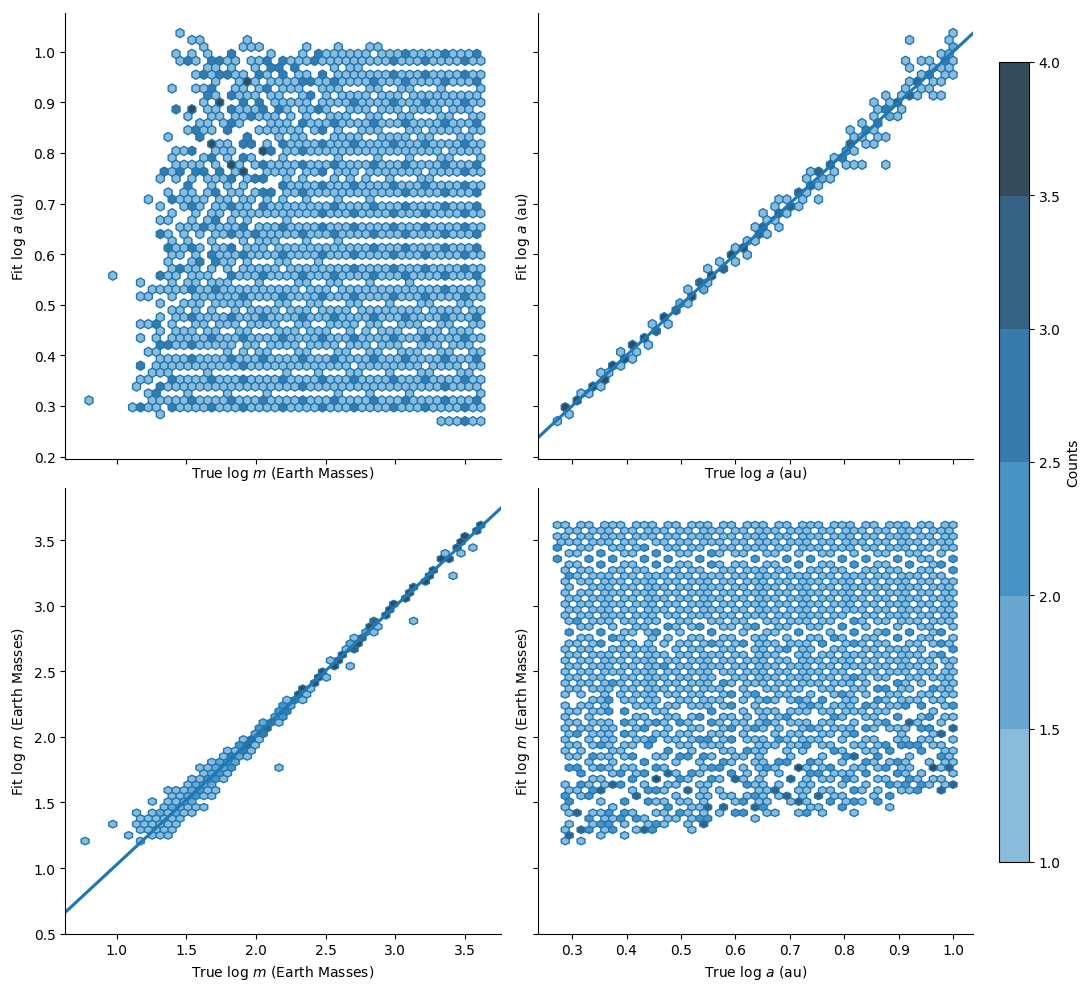 1.0
0.9
0.8
0.7
0.6
0.5
0.4
0.3
0.2
Fit log a (au)
True log m (Earth Masses)
Fit log a (au)
True log a (au)
4.0
3.5
3.0
2.5
2.0
1.5
1.0
Counts
3.5
3.0
2.5
2.0
1.5
1.0
0.5
Fit log m (Earth Masses)
1.0 1.5 2.0 2.5 3.0 3.5
True log m (Earth Masses)
Fit log m (Earth Masses)
0.3 0.4 0.5 0.6 0.7 0.8 0.9 1.0
True log a (au)